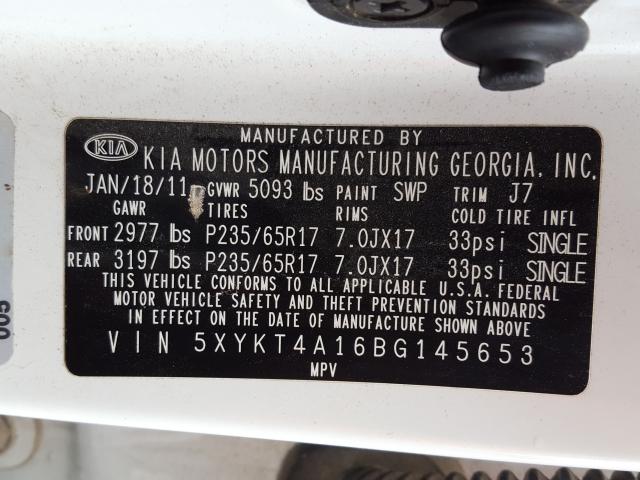 MANUFACTURED BY
KIA KIA MOTORS MANUFACTURING GEORGIA, INC.
JAN/18/11 GVWR 5093 lbs PAINT SWP TRIM J7
GAWR TIRES RIMS COLD TIRE INFL
FRONT 2977 lbs P235/65R17 7.0JX17 33psi SINGLE
REAR 3197 lbs P235/65R17 7.0JX17 33psi SINGLE
THIS VEHICLE CONFORMS TO ALL APPLICABLE U.S.A. FEDERAL
MOTOR VEHICLE SAFETY AND THEFT PREVENTION STANDARDS
IN EFFECT ON THE DATE OF MANUFACTURE SHOWN ABOVE.
VIN 5XYKT4A16BG145653
MPV